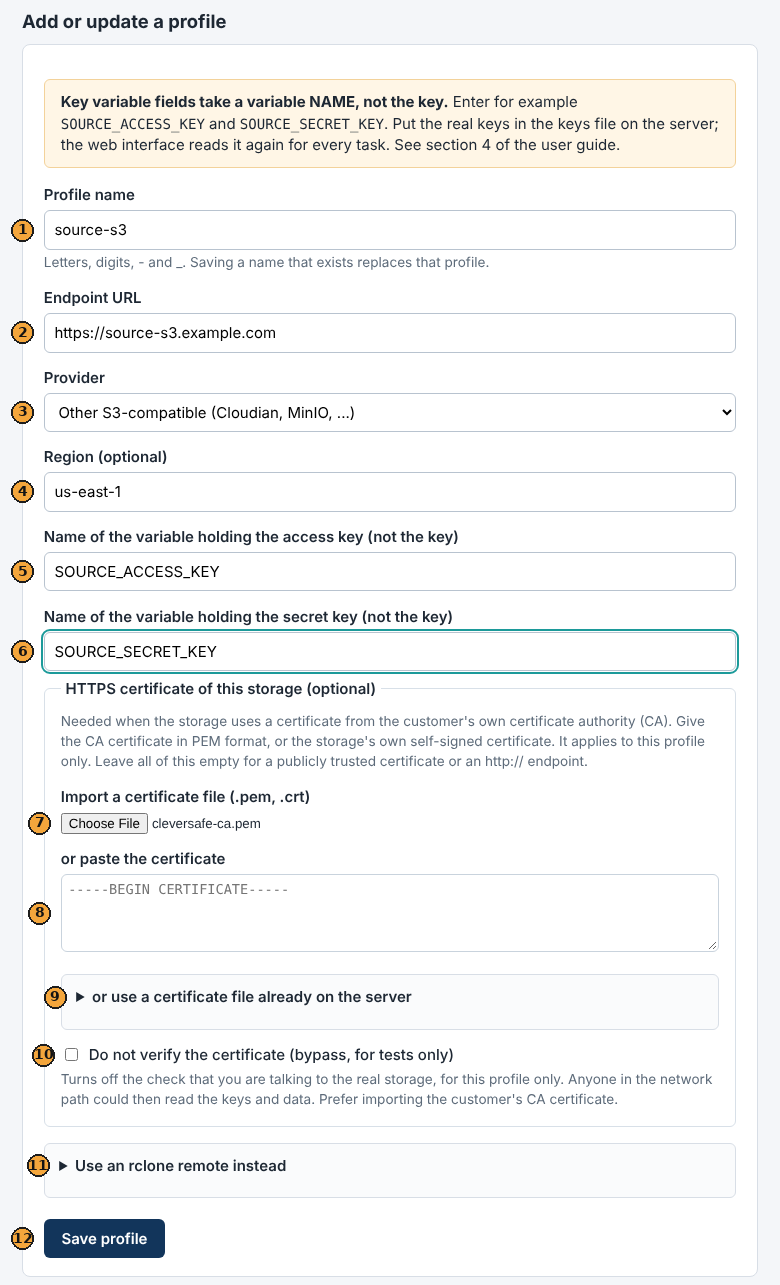 Add or update a profile
Key variable fields take a variable NAME, not the key. Enter for example
SOURCE_ACCESS_KEY and SOURCE_SECRET_KEY. Put the real keys in the keys file on the server;
the web interface reads it again for every task. See section 4 of the user guide.
Profile name
1 source-s3
Letters, digits, - and _. Saving a name that exists replaces that profile.
Endpoint URL
2 https://source-s3.example.com
Provider
3 Other S3-compatible (Cloudian, MinIO, ...)
Region (optional)
4 us-east-1
Name of the variable holding the access key (not the key)
5 SOURCE_ACCESS_KEY
Name of the variable holding the secret key (not the key)
6 SOURCE_SECRET_KEY
HTTPS certificate of this storage (optional)
Needed when the storage uses a certificate from the customer's own certificate authority (CA). Give
the CA certificate in PEM format, or the storage's own self-signed certificate. It applies to this profile
only. Leave all of this empty for a publicly trusted certificate or an http:// endpoint.
Import a certificate file (.pem, .crt)
7 Choose File cleversafe-ca.pem
or paste the certificate
8 -----BEGIN CERTIFICATE-----
9 or use a certificate file already on the server
10 Do not verify the certificate (bypass, for tests only)
Turns off the check that you are talking to the real storage, for this profile only. Anyone in the network
path could then read the keys and data. Prefer importing the customer's CA certificate.
11 Use an rclone remote instead
12 Save profile